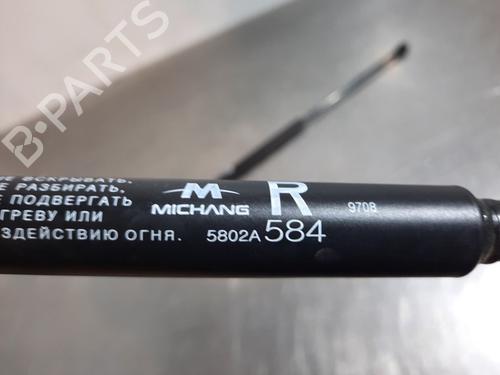 ВСКРЫВАТЬ.
РАЗБИРАТЬ,
ПОДВЕРГАТЬ
ГРЕВУ ИЛИ
ЗДЕЙСТВИЮ ОГНЯ.
M
MICHANG
R
9708
5802A 584
B-PARTS